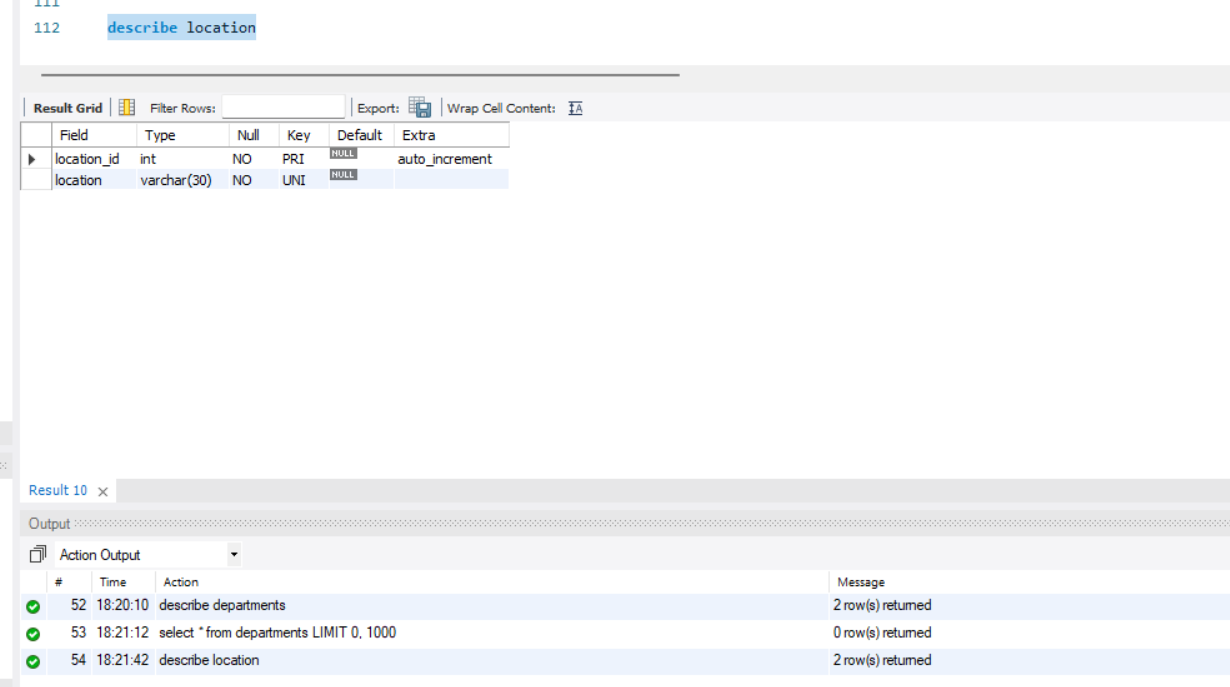 111
112 describe location
Result Grid Filter Rows: Export: Wrap Cell Content: IA
Field Type Null Key Default Extra
location_id int NO PRI NULL auto_increment
location varchar(30) NO UNI NULL
Result 10 ×
Output
Action Output
# Time Action Message
52 18:20:10 describe departments 2 row(s) returned
53 18:21:12 select * from departments LIMIT 0, 1000 0 row(s) returned
54 18:21:42 describe location 2 row(s) returned